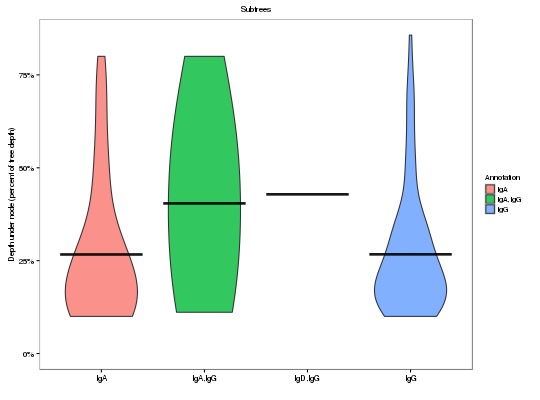 Subtrees
Depth under node (percent of tree depth)
75%
50%
25%
0%
IgA
IgA.IgG
IgD.IgG
IgG
Annotation
IgA
IgA.IgG
IgG